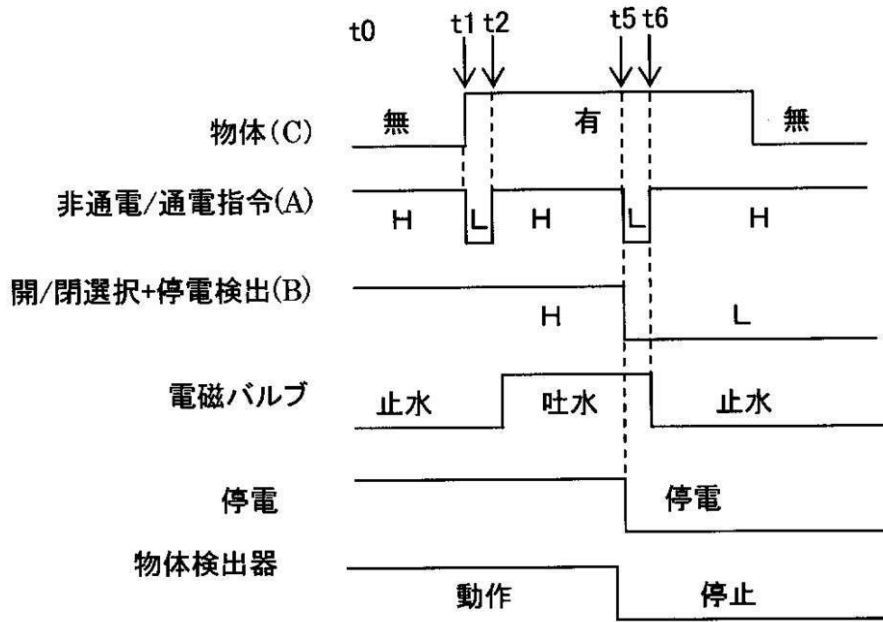 t0 t1 t2 t5 t6
物体(C) 無 有 無
非通電/通電指令(A) H L H L H
開/閉選択+停電検出(B) H L
電磁バルブ 止水 吐水 止水
停電 停電
物体検出器 動作 停止